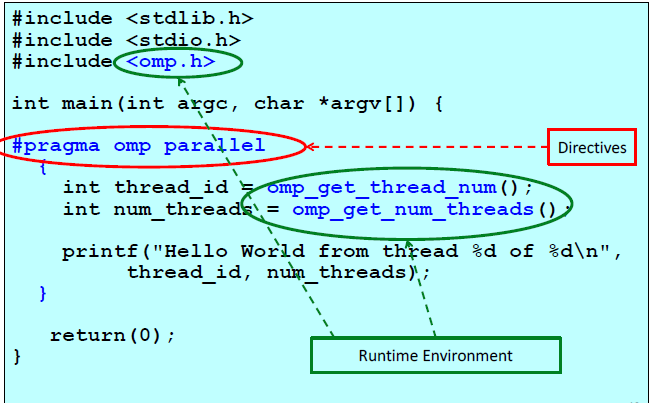 #include <stdlib.h>
#include <stdio.h>
#include <omp.h>
int main(int argc, char *argv[]) {
#pragma omp parallel
Directives
{
int thread_id = omp_get_thread_num();
int num_threads = omp_get_num_threads();
printf("Hello World from thread %d of %d\n",
thread_id, num_threads);
}
return(0);
Runtime Environment
}